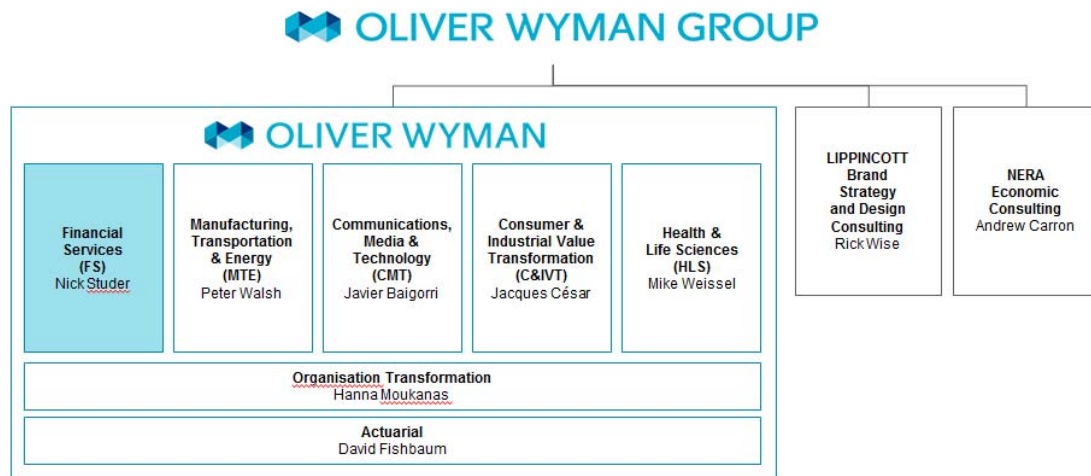 OLIVER WYMAN GROUP
OLIVER WYMAN
Financial
Services
(FS)
Nick Studer
Manufacturing,
Transportation
& Energy
(MTE)
Peter Walsh
Communications,
Media &
Technology
(CMT)
Javier Baigorri
Consumer &
Industrial Value
Transformation
(C&IVT)
Jacques César
Health &
Life Sciences
(HLS)
Mike Weissel
Organisation Transformation
Hanna Moukanas
Actuarial
David Fishbaum
LIPPINCOTT
Brand
Strategy
and Design
Consulting
Rick Wise
NERA
Economic
Consulting
Andrew Carron